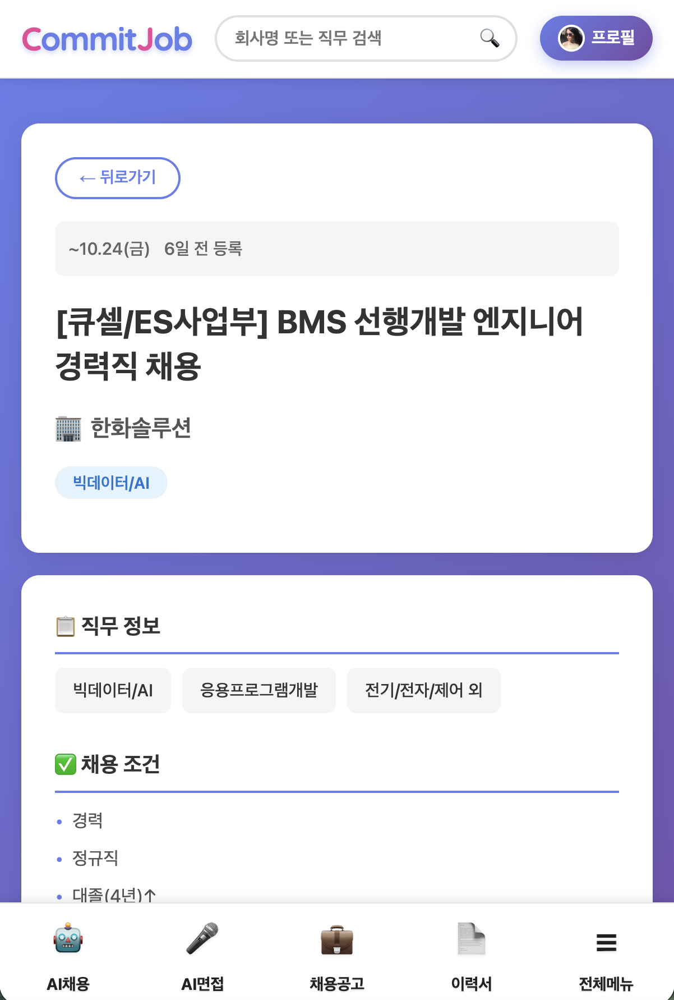 CommitJob
회사명 또는 직무 검색
프로필
← 뒤로가기
~10.24(금) 6일 전 등록
[큐셀/ES사업부] BMS 선행개발 엔지니어
경력직 채용
한화솔루션
빅데이터/AI
직무 정보
빅데이터/AI 응용프로그램개발 전기/전자/제어 외
채용 조건
• 경력
• 정규직
• 대졸(4년)↑
AI채용 AI면접 채용공고 이력서 전체메뉴